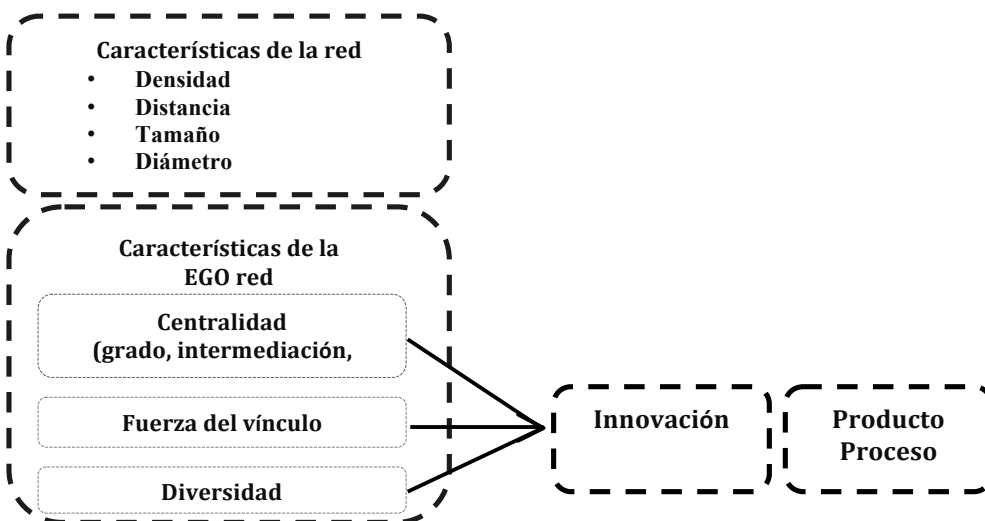 Características de la red
• Densidad
• Distancia
• Tamaño
• Diámetro
Características de la
EGO red
Centralidad
(grado, intermediación,
Fuerza del vínculo
Diversidad
Innovación
Producto
Proceso